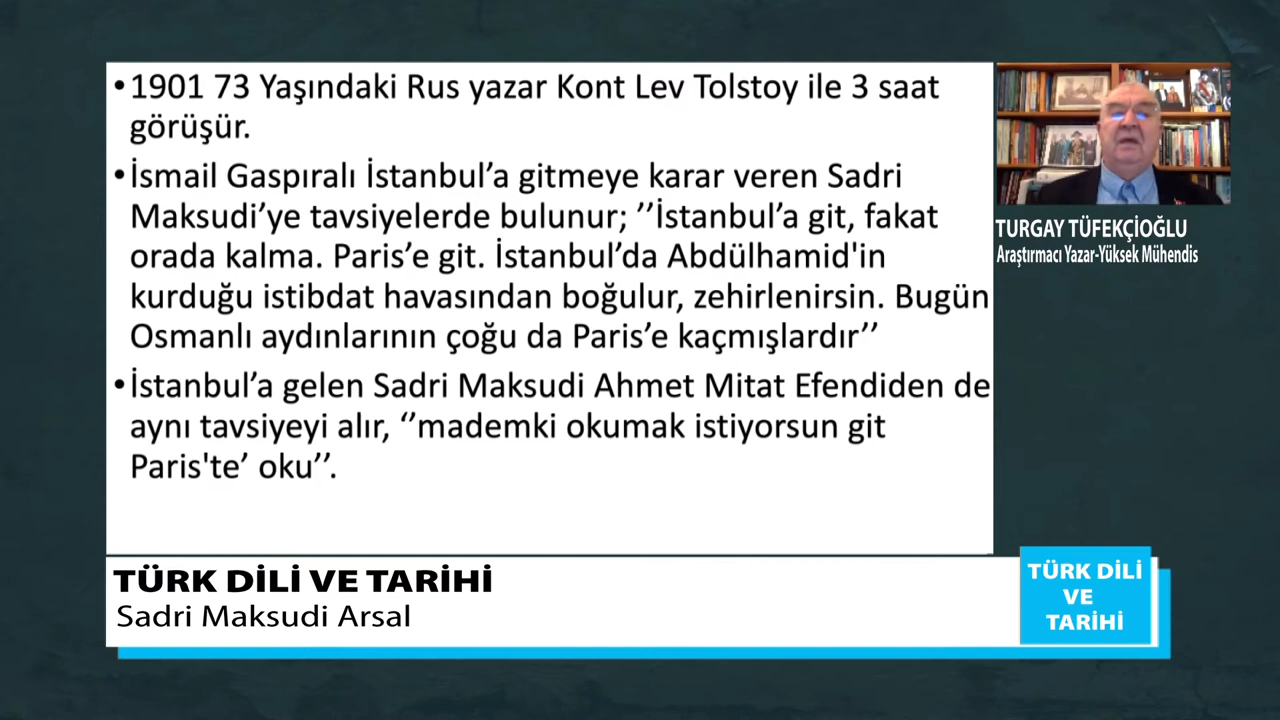 •1901 73 Yaşındaki Rus yazar Kont Lev Tolstoy ile 3 saat
görüşür.
•İsmail Gaspıralı İstanbul’a gitmeye karar veren Sadri
Maksudi’ye tavsiyelerde bulunur; ’’İstanbul’a git, fakat
orada kalma. Paris’e git. İstanbul’da Abdülhamid'in
kurduğu istibdat havasından boğulur, zehirlenirsin. Bugün
Osmanlı aydınlarının çoğu da Paris’e kaçmışlardır’’
•İstanbul’a gelen Sadri Maksudi Ahmet Mitat Efendiden de
aynı tavsiyeyi alır, ‘’mademki okumak istiyorsun git
Paris'te’ oku’’.
TURGAY TÜFEKÇİOĞLU
Araştırmacı Yazar-Yüksek Mühendis
TÜRK DİLİ VE TARİHİ
Sadri Maksudi Arsal
TÜRK DİLİ
VE
TARİHİ